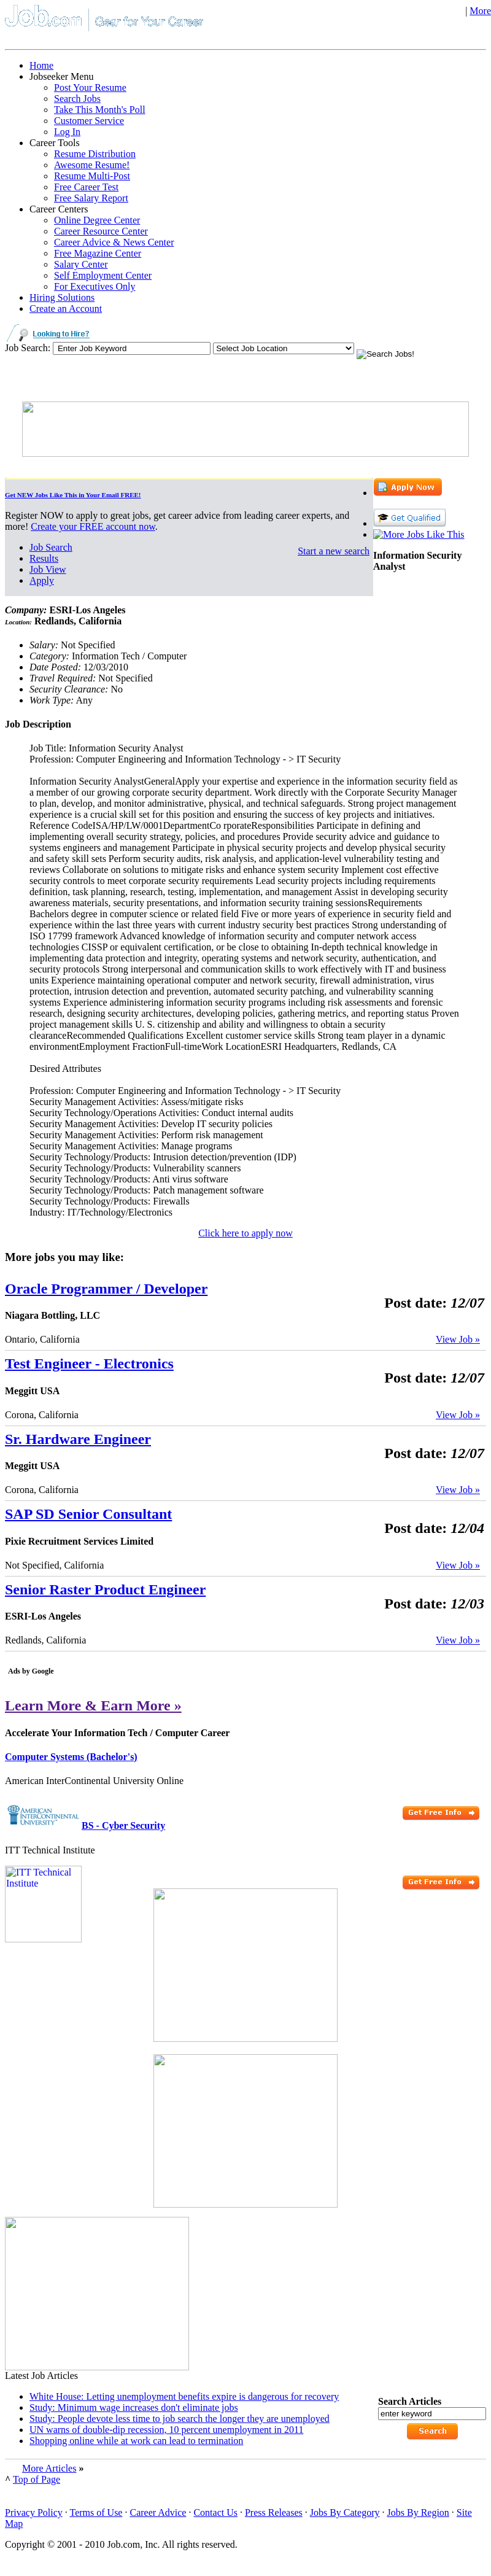 Job.com | Gear for Your Career
| More
Home
Jobseeker Menu
Post Your Resume
Search Jobs
Take This Month's Poll
Customer Service
Log In
Career Tools
Resume Distribution
Awesome Resume!
Resume Multi-Post
Free Career Test
Free Salary Report
Career Centers
Online Degree Center
Career Resource Center
Career Advice & News Center
Free Magazine Center
Salary Center
Self Employment Center
For Executives Only
Hiring Solutions
Create an Account
Looking to Hire?
Job Search: Enter Job Keyword Select Job Location Search Jobs!
Get NEW Jobs Like This in Your Email FREE!
Register NOW to apply to great jobs, get career advice from leading career experts, and
more! Create your FREE account now.
Job Search
Results
Job View
Apply
Start a new search
Apply Now
Get Qualified
More Jobs Like This
Information Security
Analyst
Company: ESRI-Los Angeles
Location: Redlands, California
Salary: Not Specified
Category: Information Tech / Computer
Date Posted: 12/03/2010
Travel Required: Not Specified
Security Clearance: No
Work Type: Any
Job Description
Job Title: Information Security Analyst
Profession: Computer Engineering and Information Technology - > IT Security
Information Security AnalystGeneralApply your expertise and experience in the information security field as
a member of our growing corporate security department. Work directly with the Corporate Security Manager
to plan, develop, and monitor administrative, physical, and technical safeguards. Strong project management
experience is a crucial skill set for this position and ensuring the success of key projects and initiatives.
Reference CodeISA/HP/LW/0001DepartmentCo rporateResponsibilities Participate in defining and
implementing overall security strategy, policies, and procedures Provide security advice and guidance to
systems engineers and management Participate in physical security projects and develop physical security
and safety skill sets Perform security audits, risk analysis, and application-level vulnerability testing and
reviews Collaborate on solutions to mitigate risks and enhance system security Implement cost effective
security controls to meet corporate security requirements Lead security projects including requirements
definition, task planning, research, testing, implementation, and management Assist in developing security
awareness materials, security presentations, and information security training sessionsRequirements
Bachelors degree in computer science or related field Five or more years of experience in security field and
experience within the last three years with current industry security best practices Strong understanding of
ISO 17799 framework Advanced knowledge of information security and computer network access
technologies CISSP or equivalent certification, or be close to obtaining In-depth technical knowledge in
implementing data protection and encryption, operating and network systems security, authentication, and
security protocols Strong interpersonal and communication skills to work effectively with IT and business
units Experience maintaining operational computer and network security, firewall administration, virus
protection, intrusion detection and prevention, automated security patching, and vulnerability scanning
systems Experience administering information security programs including risk assessments and forensic
research, designing security architectures, developing policies, gathering metrics, and reporting status Proven
project management skills U. S. citizenship and ability and willingness to obtain a security
clearanceRecommended Qualifications Excellent customer service skills Strong team player in a dynamic
environmentEmployment FractionFull-timeWork LocationESRI Headquarters, Redlands, CA
Desired Attributes
Profession: Computer Engineering and Information Technology - > IT Security
Security Management Activities: Assess/mitigate risks
Security Technology/Operations Activities: Conduct internal audits
Security Management Activities: Develop IT security policies
Security Management Activities: Perform risk management
Security Management Activities: Manage programs
Security Technology/Products: Intrusion detection/prevention (IDP)
Security Technology/Products: Vulnerability scanners
Security Technology/Products: Anti virus software
Security Technology/Products: Patch management software
Security Technology/Products: Firewalls
Industry: IT/Technology/Electronics
Click here to apply now
More jobs you may like:
Oracle Programmer / Developer
Post date: 12/07
Niagara Bottling, LLC
Ontario, California
View Job »
Test Engineer - Electronics
Post date: 12/07
Meggitt USA
Corona, California
View Job »
Sr. Hardware Engineer
Post date: 12/07
Meggitt USA
Corona, California
View Job »
SAP SD Senior Consultant
Post date: 12/04
Pixie Recruitment Services Limited
Not Specified, California
View Job »
Senior Raster Product Engineer
Post date: 12/03
ESRI-Los Angeles
Redlands, California
View Job »
Ads by Google
Learn More & Earn More »
Accelerate Your Information Tech / Computer Career
Computer Systems (Bachelor's)
American InterContinental University Online
AMERICAN INTERCONTINENTAL UNIVERSITY
Get Free Info
BS - Cyber Security
ITT Technical Institute
ITT Technical
Institute
Get Free Info
Latest Job Articles
White House: Letting unemployment benefits expire is dangerous for recovery
Study: Minimum wage increases don't eliminate jobs
Study: People devote less time to job search the longer they are unemployed
UN warns of double-dip recession, 10 percent unemployment in 2011
Shopping online while at work can lead to termination
Search Articles
enter keyword
Search
More Articles »
^ Top of Page
Privacy Policy · Terms of Use · Career Advice · Contact Us · Press Releases · Jobs By Category · Jobs By Region · Site
Map
Copyright © 2001 - 2010 Job.com, Inc. All rights reserved.